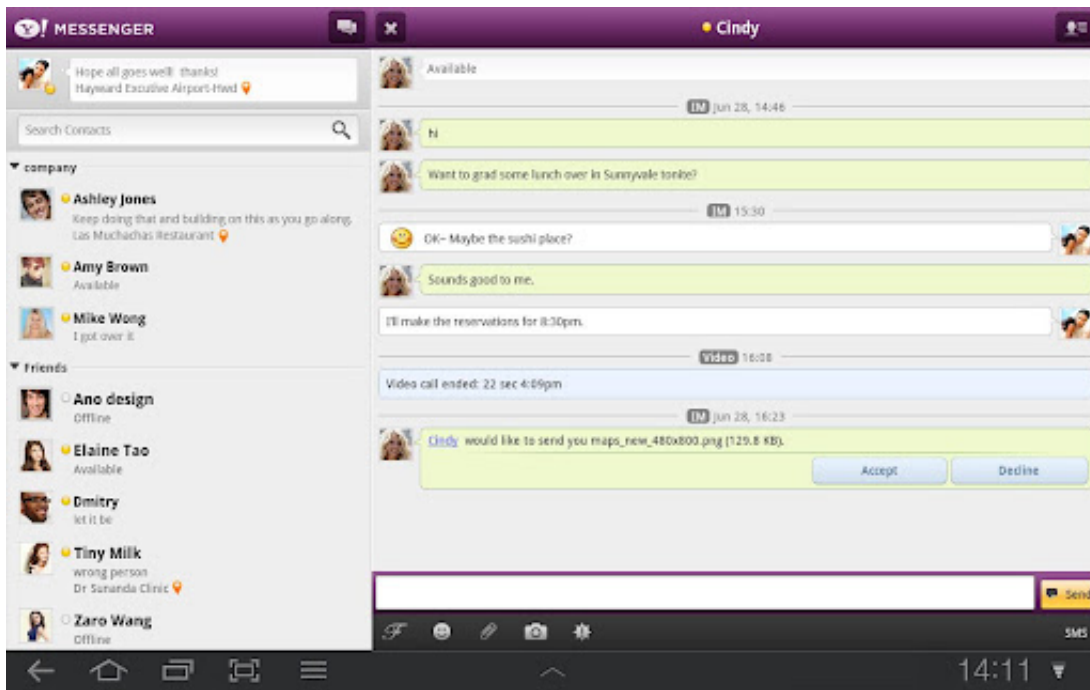 Y! MESSENGER
Hope all goes well! thanks!
Hayward Excutive Airport-Hwd
Search Contacts
company
Ashley Jones
Keep doing that and building on this as you go along.
Las Muchachas Restaurant
Amy Brown
Available
Mike Wong
I got over it
Friends
Ano design
Offline
Elaine Tao
Available
Dmitry
let it be
Tiny Milk
wrong person
Dr Sunanda Clinic
Zaro Wang
Offline
Cindy
Available
IM Jun 28, 14:46
hi
Want to grad some lunch over in Sunnyvale tonite?
IM 15:30
OK~ Maybe the sushi place?
Sounds good to me.
I'll make the reservations for 8:30pm.
Video 16:08
Video call ended: 22 sec 4:09pm
IM Jun 28, 16:23
Cindy would like to send you maps_new_480x800.png (129.8 KB).
Accept Decline
Send
SMS
14:11